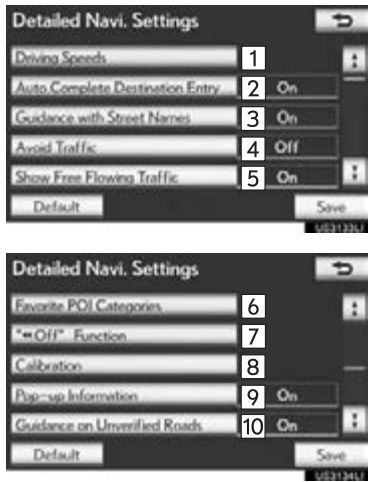 Detailed Navi. Settings
Driving Speeds 1
Auto Complete Destination Entry 2 On
Guidance with Street Names 3 On
Avoid Traffic 4 Off
Show Free Flowing Traffic 5 On
Default Save
US3133LI
Detailed Navi. Settings
Favorite POI Categories 6
"◄Off" Function 7
Calibration 8
Pop-up Information 9 On
Guidance on Unverified Roads 10 On
Default Save
US3134LI